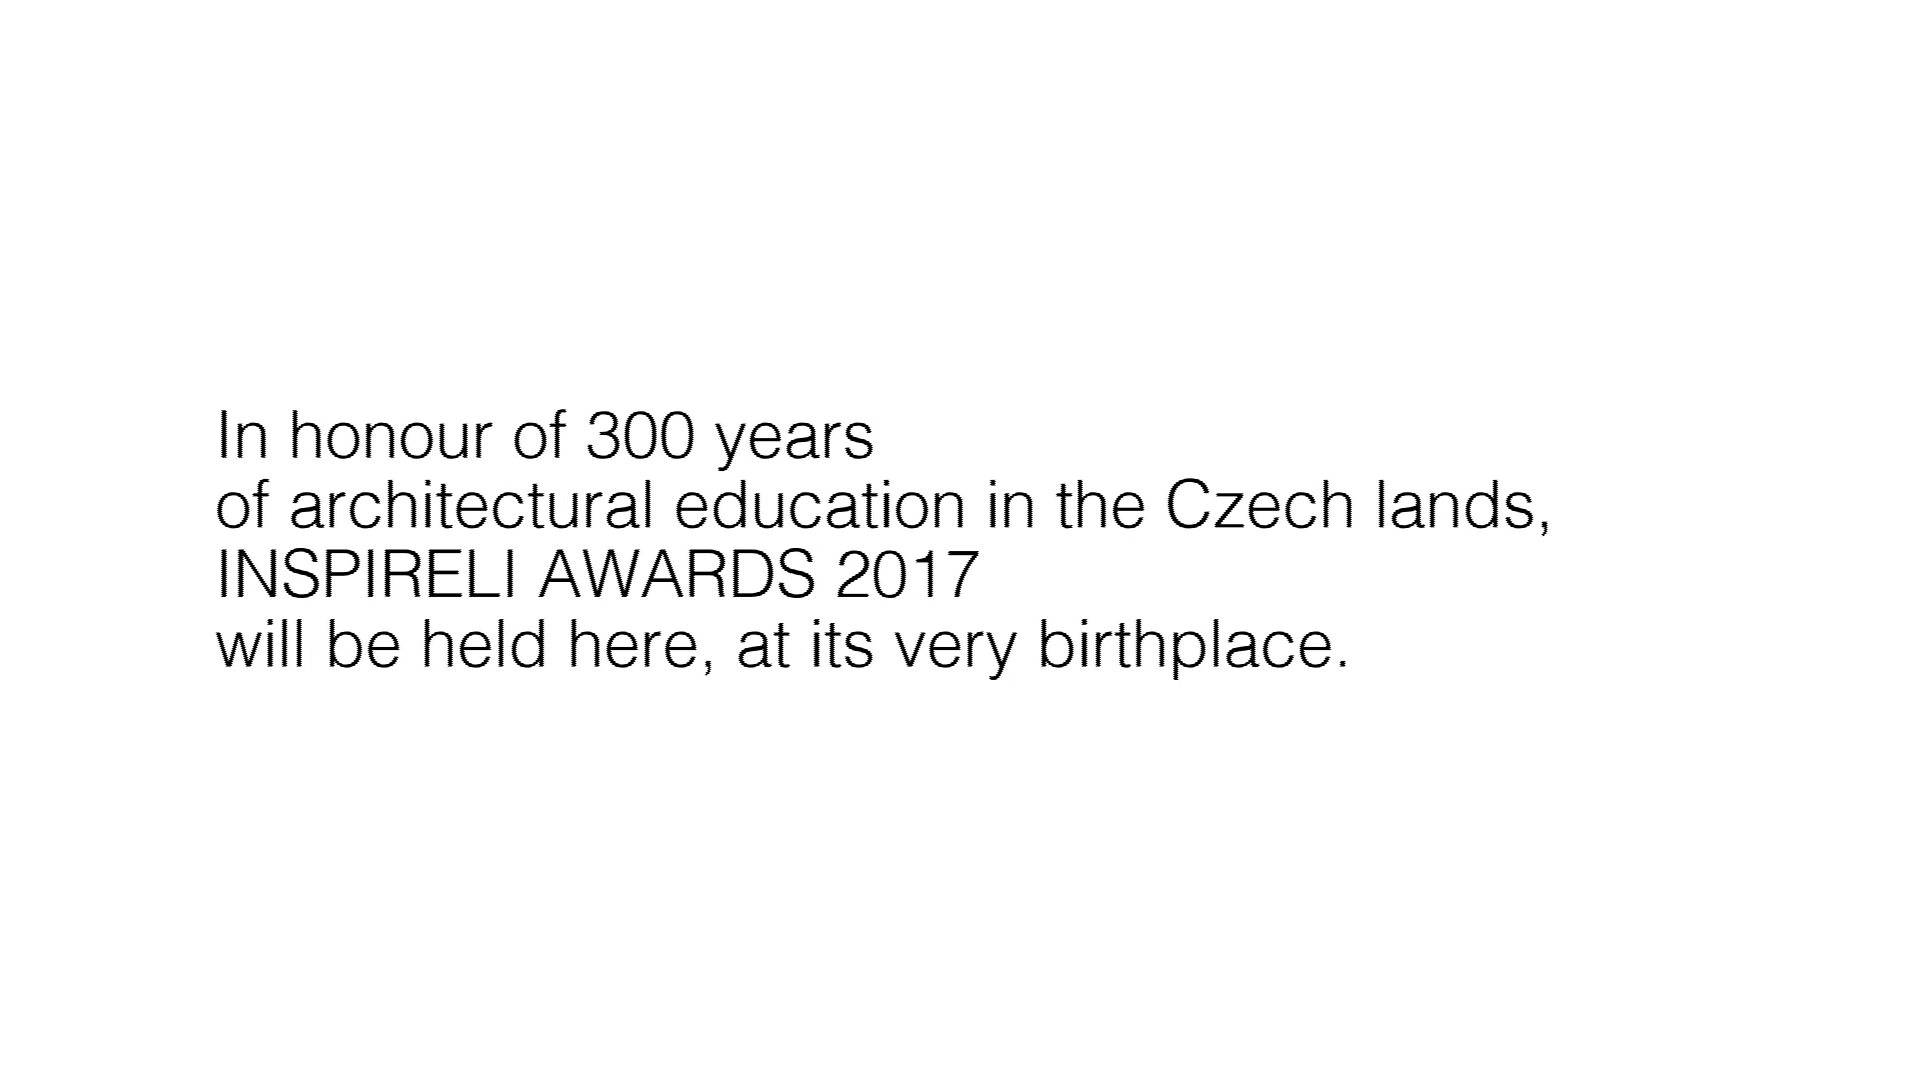 In honour of 300 years
of architectural education in the Czech lands,
INSPIRELI AWARDS 2017
will be held here, at its very birthplace.